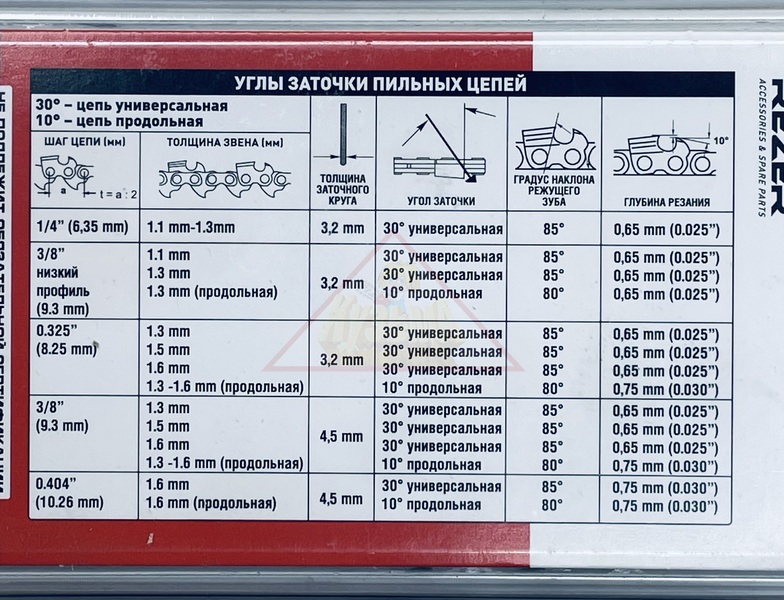 УГЛЫ ЗАТОЧКИ ПИЛЬНЫХ ЦЕПЕЙ
30° – цепь универсальная
10° – цепь продольная
ШАГ ЦЕПИ (мм)
a
t = a : 2
ТОЛЩИНА ЗВЕНА (мм)
ТОЛЩИНА
ЗАТОЧНОГО
КРУГА
УГОЛ ЗАТОЧКИ
ГРАДУС НАКЛОНА
РЕЖУЩЕГО
ЗУБА
10°
ГЛУБИНА РЕЗАНИЯ
1/4” (6,35 mm) 1.1 mm-1.3mm 3,2 mm 30° универсальная 85° 0,65 mm (0.025”)
3/8” 1.1 mm 30° универсальная 85° 0,65 mm (0.025”)
низкий 1.3 mm 3,2 mm 30° универсальная 85° 0,65 mm (0.025”)
профиль 1.3 mm (продольная) 10° продольная 80° 0,65 mm (0.025”)
(9.3 mm)
0.325” 1.3 mm 30° универсальная 85° 0,65 mm (0.025”)
(8.25 mm) 1.5 mm 3,2 mm 30° универсальная 85° 0,65 mm (0.025”)
1.6 mm 30° универсальная 85° 0,65 mm (0.025”)
1.3 -1.6 mm (продольная) 10° продольная 80° 0,75 mm (0.030”)
3/8” 1.3 mm 30° универсальная 85° 0,65 mm (0.025”)
(9.3 mm) 1.5 mm 4,5 mm 30° универсальная 85° 0,65 mm (0.025”)
1.6 mm 30° универсальная 85° 0,65 mm (0.025”)
1.3 -1.6 mm (продольная) 10° продольная 80° 0,75 mm (0.030”)
0.404” 1.6 mm 4,5 mm 30° универсальная 85° 0,75 mm (0.030”)
(10.26 mm) 1.6 mm (продольная) 10° продольная 80° 0,75 mm (0.030”)
REZER
ACCESSORIES & SPARE PARTS
НЕ ПОДЛЕЖИТ ОБЯЗАТЕЛЬНОЙ СЕРТИФИКАЦИИ